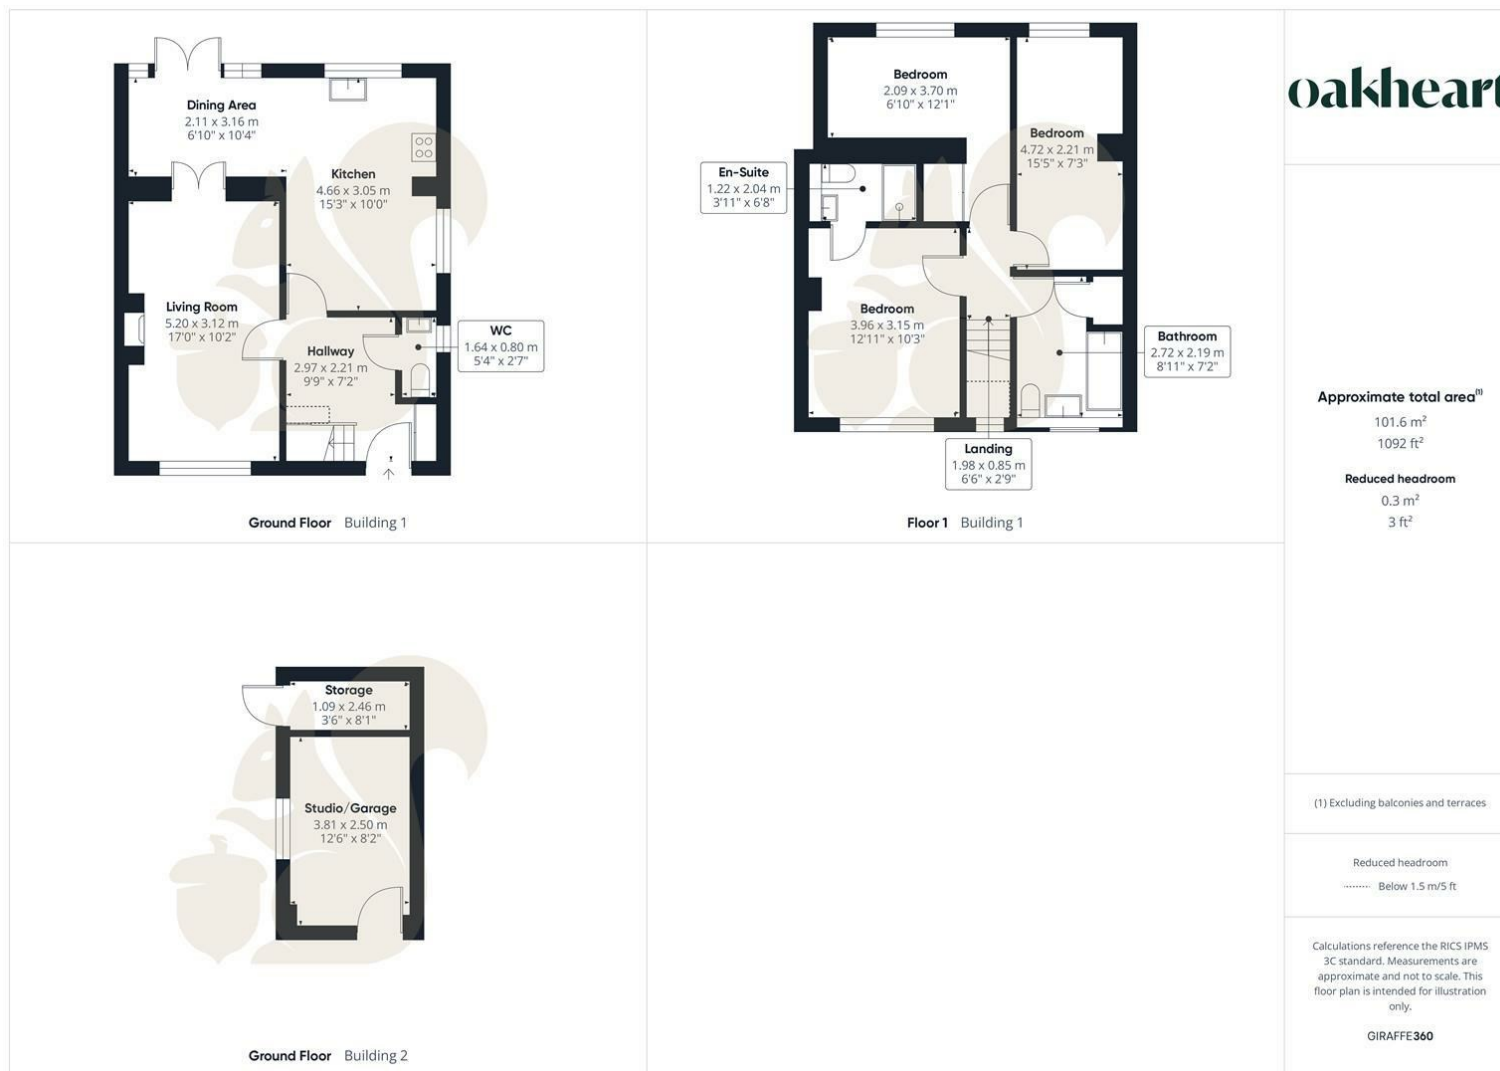 Dining Area
2.11 x 3.16 m
6'10" x 10'4"
Kitchen
4.66 x 3.05 m
15'3" x 10'0"
Living Room
5.20 x 3.12 m
17'0" x 10'2"
Hallway
2.97 x 2.21 m
9'9" x 7'2"
WC
1.64 x 0.80 m
5'4" x 2'7"
Ground Floor Building 1
Bedroom
2.09 x 3.70 m
6'10" x 12'1"
Bedroom
4.72 x 2.21 m
15'5" x 7'3"
En-Suite
1.22 x 2.04 m
3'11" x 6'8"
Bedroom
3.96 x 3.15 m
12'11" x 10'3"
Bathroom
2.72 x 2.19 m
8'11" x 7'2"
Landing
1.98 x 0.85 m
6'6" x 2'9"
Floor 1 Building 1
Storage
1.09 x 2.46 m
3'6" x 8'1"
Studio/Garage
3.81 x 2.50 m
12'6" x 8'2"
Ground Floor Building 2
oakheart
Approximate total area(1)
101.6 m²
1092 ft²
Reduced headroom
0.3 m²
3 ft²
(1) Excluding balconies and terraces
Reduced headroom
Below 1.5 m/5 ft
Calculations reference the RICS IPMS
3C standard. Measurements are
approximate and not to scale. This
floor plan is intended for illustration
only.
GIRAFFE360